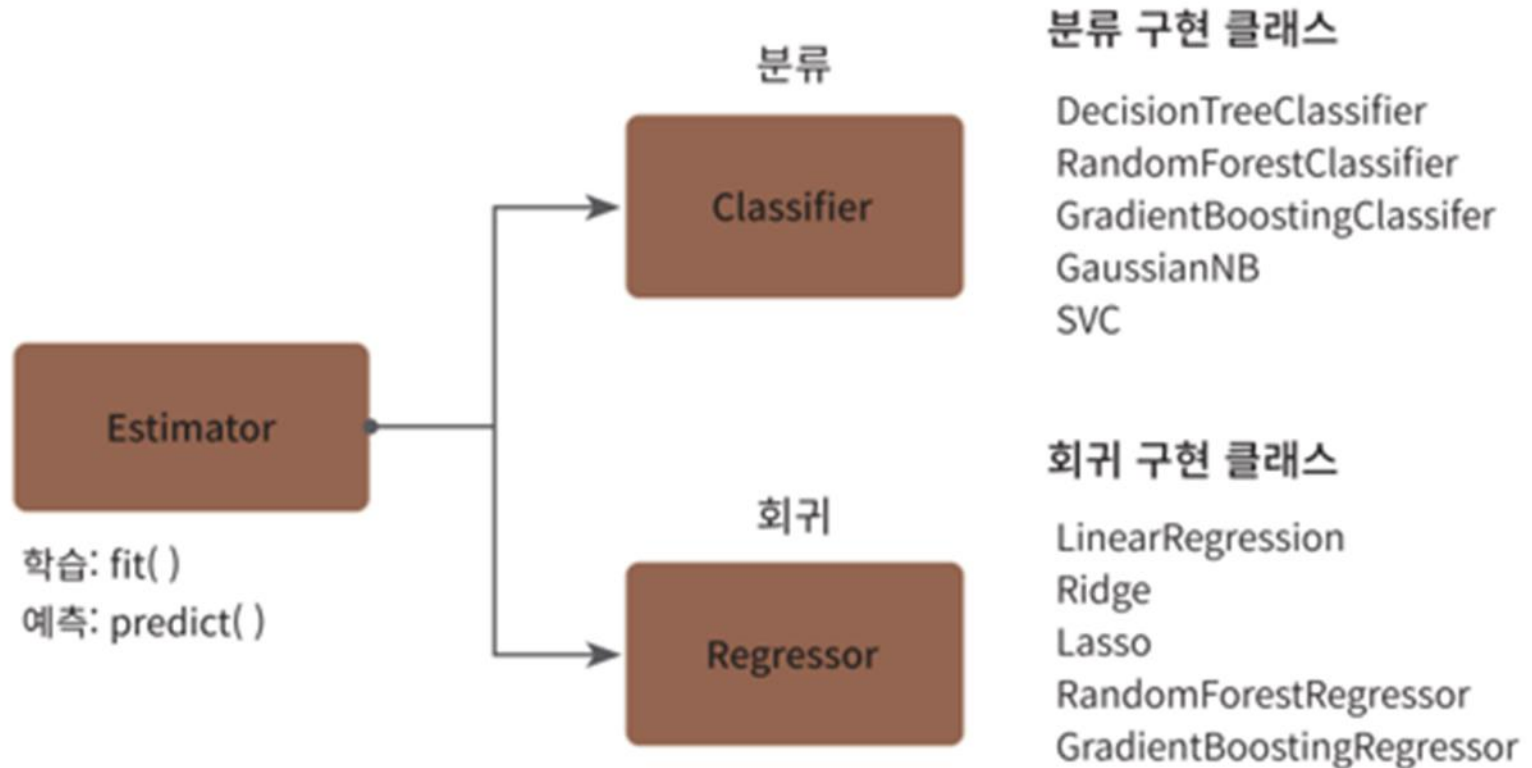 Estimator
학습: fit( )
예측: predict( )
분류
Classifier
회귀
Regressor
분류 구현 클래스
DecisionTreeClassifier
RandomForestClassifier
GradientBoostingClassifer
GaussianNB
SVC
회귀 구현 클래스
LinearRegression
Ridge
Lasso
RandomForestRegressor
GradientBoostingRegressor